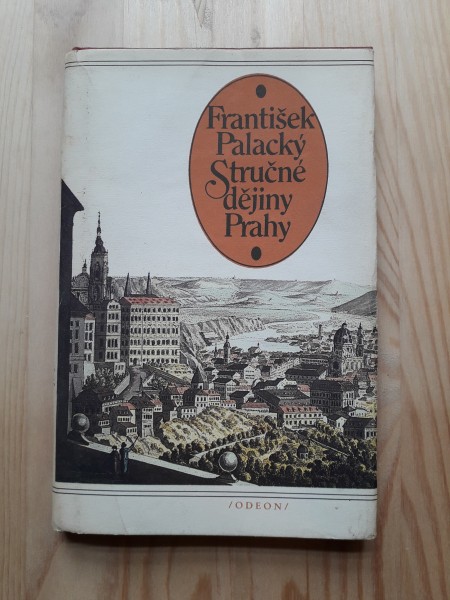 František
Palacký
Stručné
dějiny
Prahy
/ODEON/